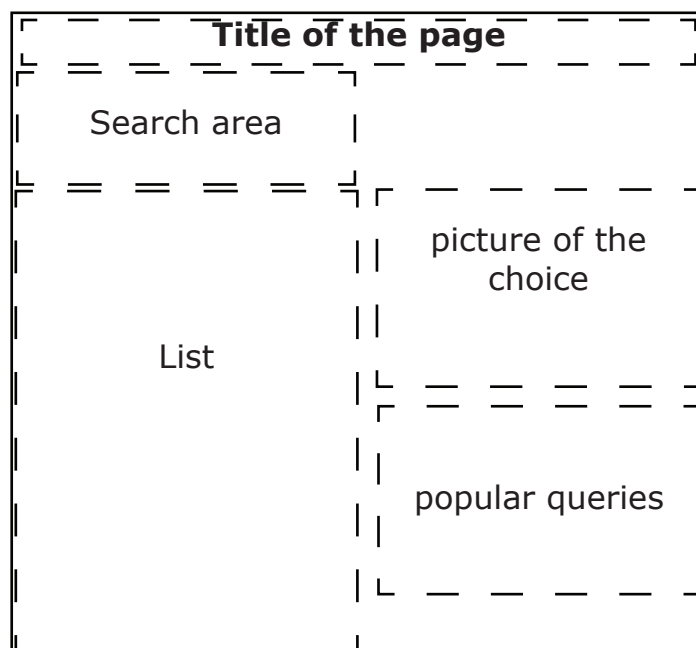 Title of the page
Search area
picture of the
choice
List
popular queries